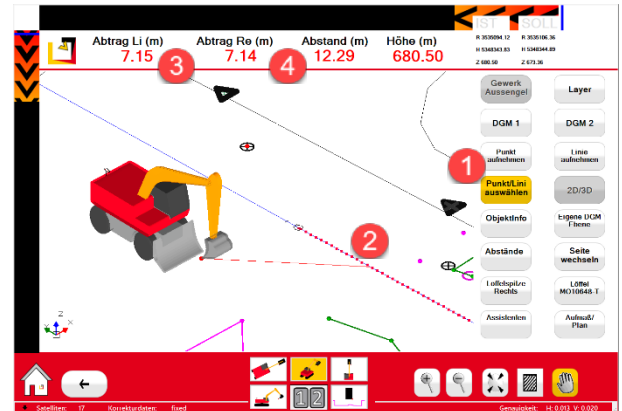 IST SOLL
Abtrag Li (m) Abtrag Re (m) Abstand (m) Höhe (m)
7.15 7.14 12.29 680.50
R 3535094.12 R 3535106.36
H 5348343.83 H 5348344.89
Z 680.50 Z 673.36
3 4
Gewerk
Aussengel
Layer
DGM 1 DGM 2
Punkt
aufnehmen
Linie
aufnehmen
1
Punkt/Lini
auswählen
2D/3D
ObjektInfo
Eigene DGM
Ebene
2
Abstände
Seite
wechseln
Löffelspitze
Rechts
Löffel
MO10648-T
Assistenten
Aufmaß/
Plan
Z
Y
X
1 2
Satelliten: 17 Korrekturdaten: fixed Genauigkeit: H: 0.013 V: 0.020